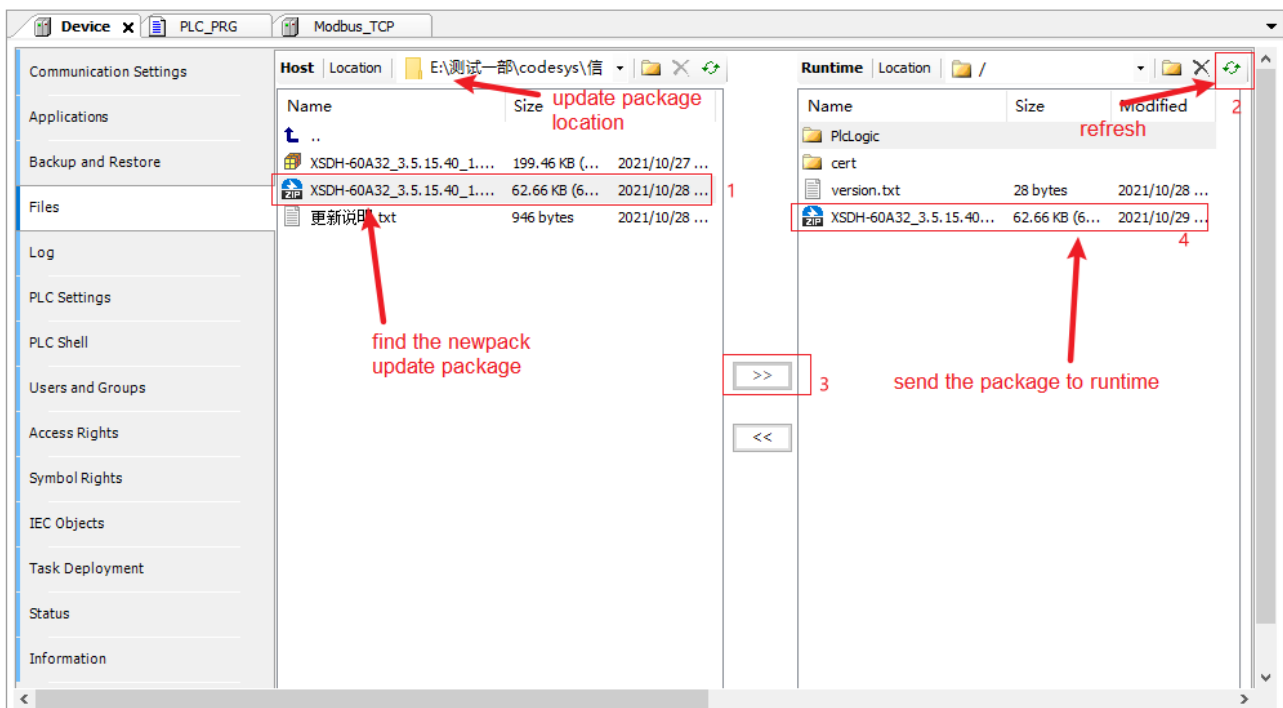 Device PLC_PRG Modbus_TCP
Communication Settings
Applications
Backup and Restore
Files
Log
PLC Settings
PLC Shell
Users and Groups
Access Rights
Symbol Rights
IEC Objects
Task Deployment
Status
Information
Host Location E:\测试一部\codesys\信
Name Size
..
XSDH-60A32_3.5.15.40_1.... 199.46 KB (... 2021/10/27 ...
XSDH-60A32_3.5.15.40_1.... 62.66 KB (6... 2021/10/28 ...
更新说明.txt 946 bytes 2021/10/28 ...
update package
location
1
find the newpack
update package
>>
3
<<
Runtime Location /
Name Size Modified
2
refresh
PlcLogic
cert
version.txt 28 bytes 2021/10/28 ...
XSDH-60A32_3.5.15.40... 62.66 KB (6... 2021/10/29 ...
4
send the package to runtime
ZIP
ZIP